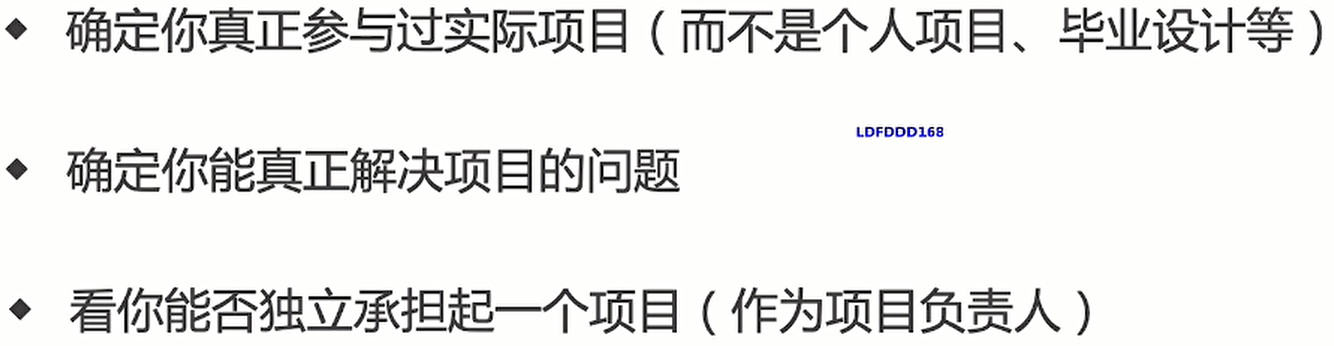 ◆ 确定你真正参与过实际项目（而不是个人项目、毕业设计等）
LDFDDD168
◆ 确定你能真正解决项目的问题
◆ 看你能否独立承担起一个项目（作为项目负责人）